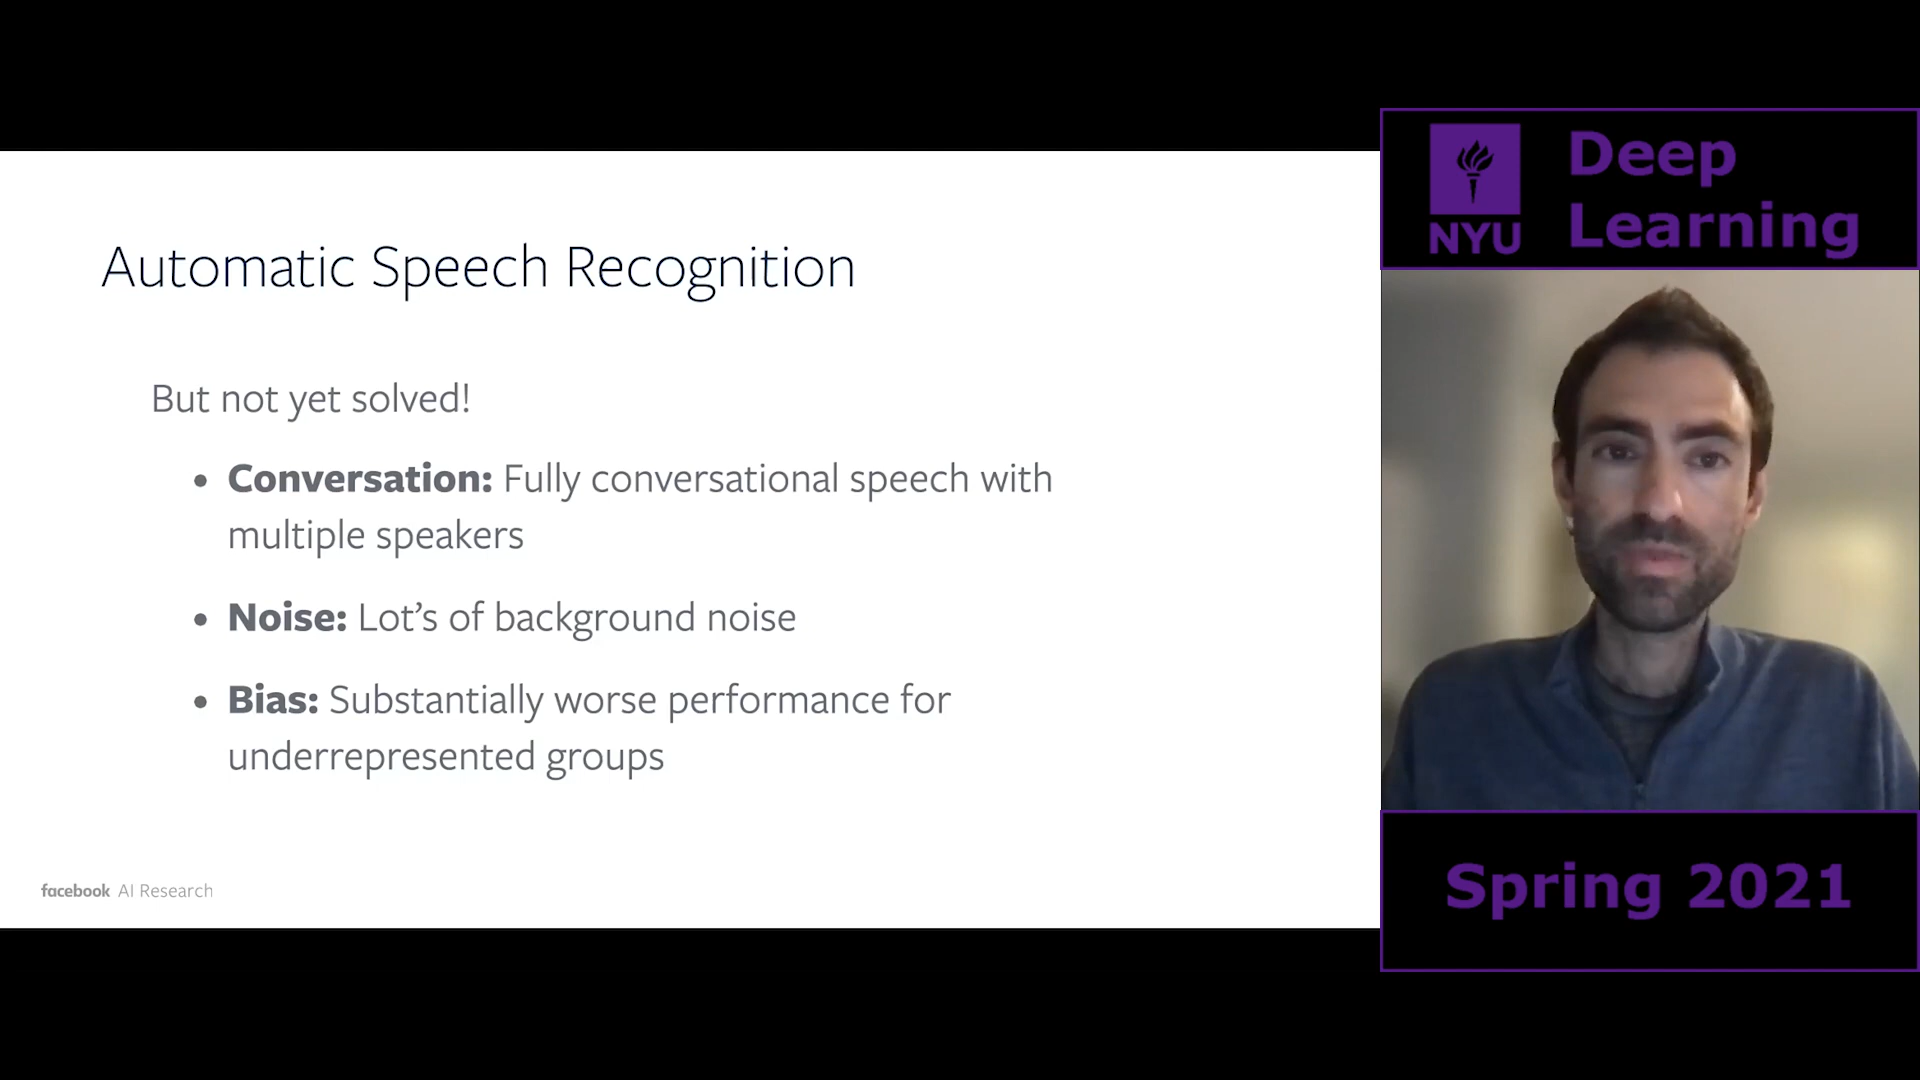 Automatic Speech Recognition
But not yet solved!
• Conversation: Fully conversational speech with
multiple speakers
• Noise: Lot’s of background noise
• Bias: Substantially worse performance for
underrepresented groups
facebook AI Research
NYU
Deep
Learning
Spring 2021